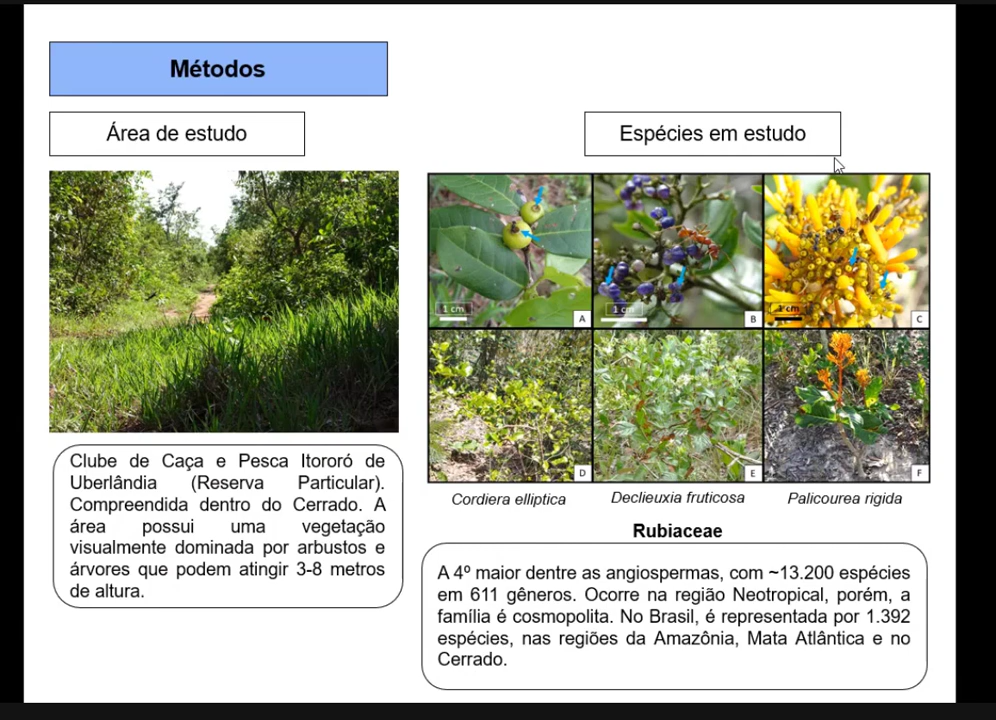 Métodos
Área de estudo
Espécies em estudo
1 cm
A
1 cm
B
1 cm
C
D
E
F
Cordiera elliptica
Declieuxia fruticosa
Palicourea rigida
Clube de Caça e Pesca Itororó de
Uberlândia (Reserva Particular).
Compreendida dentro do Cerrado. A
área possui uma vegetação
visualmente dominada por arbustos e
árvores que podem atingir 3-8 metros
de altura.
Rubiaceae
A 4º maior dentre as angiospermas, com ~13.200 espécies
em 611 gêneros. Ocorre na região Neotropical, porém, a
família é cosmopolita. No Brasil, é representada por 1.392
espécies, nas regiões da Amazônia, Mata Atlântica e no
Cerrado.